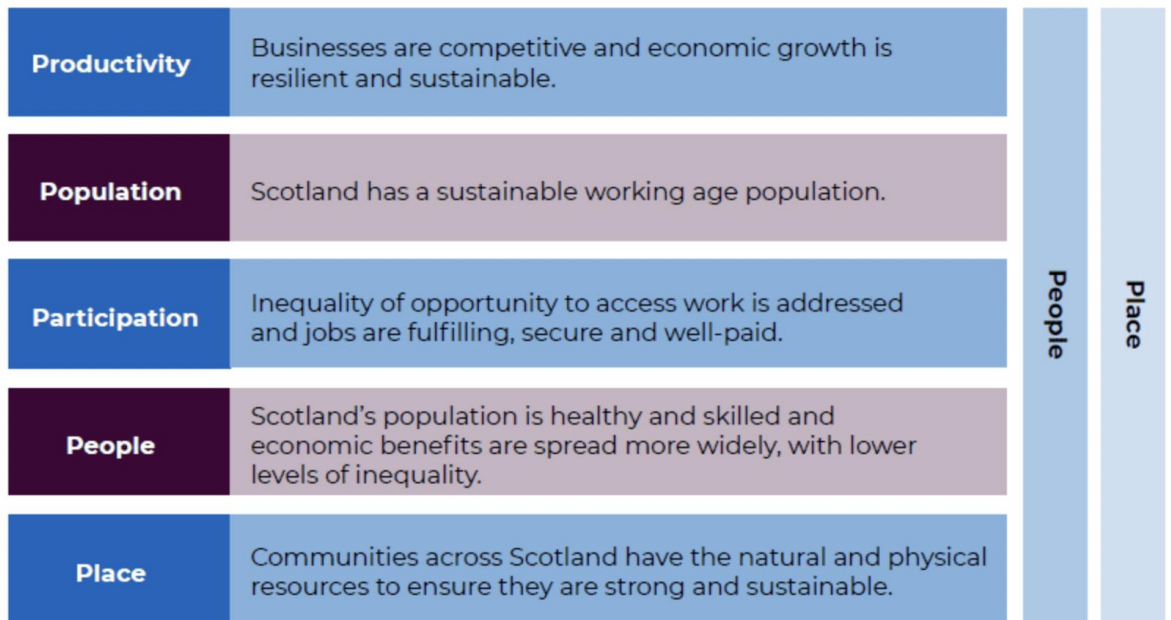 Productivity
Businesses are competitive and economic growth is
resilient and sustainable.
Population
Scotland has a sustainable working age population.
Participation
Inequality of opportunity to access work is addressed
and jobs are fulfilling, secure and well-paid.
People
Scotland’s population is healthy and skilled and
economic benefits are spread more widely, with lower
levels of inequality.
Place
Communities across Scotland have the natural and physical
resources to ensure they are strong and sustainable.
People
Place